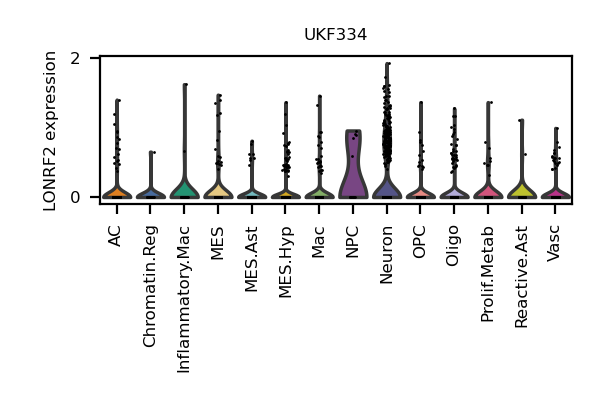 UKF334
LONRF2 expression
2
0
AC
Chromatin.Reg
Inflammatory.Mac
MES
MES.Ast
MES.Hyp
Mac
NPC
Neuron
OPC
Oligo
Prolif.Metab
Reactive.Ast
Vasc